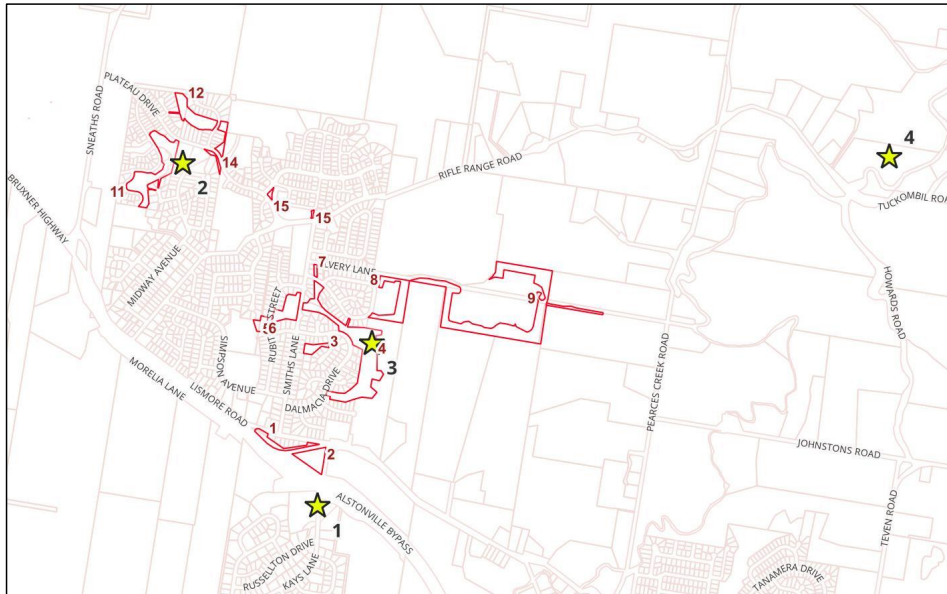 12
PLATEAU DRIVE
SNEATHS ROAD
4
14
2
RIFLE RANGE ROAD
11
TUCKOMBIL ROA
15
15
BRUXNER HIGHWAY
MIDWAY AVENUE
7
LVERY LANE
8
9
HOWARDS ROAD
RUBIT STREET
6
3
4
3
SIMPSON AVENUE
SMITHS LANE
DALMACIA DRIVE
PEARCES CREEK ROAD
MORELIA LANE
LISMORE ROAD
1
2
JOHNSTONS ROAD
ALSTONVILLE BYPASS
1
TEVEN ROAD
RUSSELLTON DRIVE
KAYS LANE
TANAMERA DRIVE